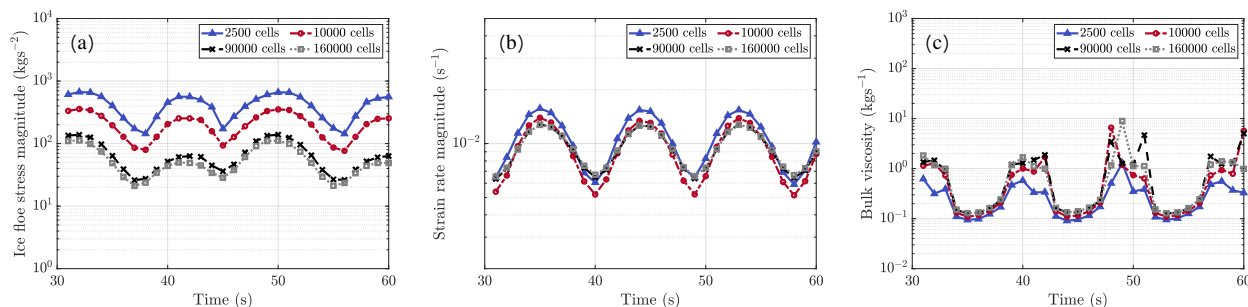 (a)
2500 cells
10000 cells
90000 cells
160000 cells
Ice floe stress magnitude (kgs⁻²)
10⁴
10³
10²
10¹
10⁰
30 40 50 60
Time (s)
(b)
2500 cells
10000 cells
90000 cells
160000 cells
Strain rate magnitude (s⁻¹)
10⁻²
30 40 50 60
Time (s)
(c)
2500 cells
10000 cells
90000 cells
160000 cells
Bulk viscosity (kgs⁻¹)
10³
10²
10¹
10⁰
10⁻¹
10⁻²
30 40 50 60
Time (s)